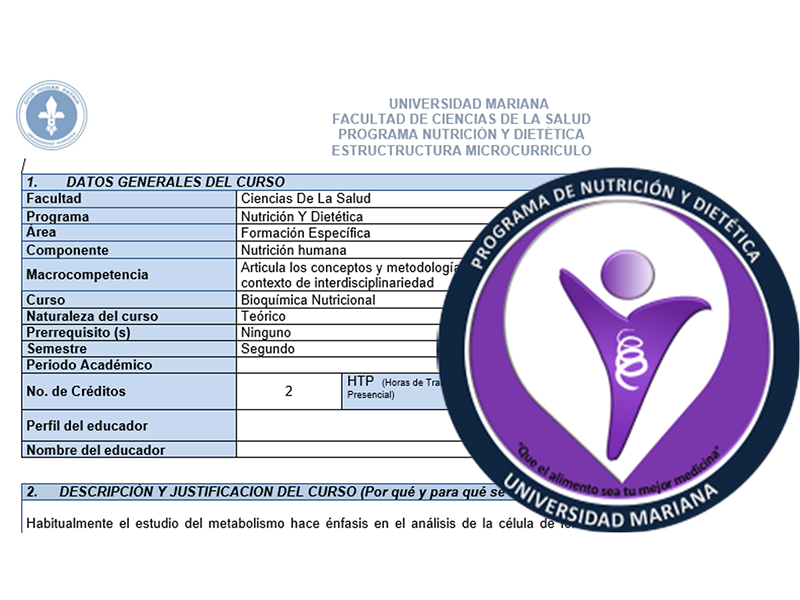 UNIVERSIDAD MARIANA
FACULTAD DE CIENCIAS DE LA SALUD
PROGRAMA NUTRICIÓN Y DIETÉTICA
ESTRUCTRUCTURA MICROCURRICULO
/
1. DATOS GENERALES DEL CURSO
Facultad Ciencias De La Salud
Programa Nutrición Y Dietética
Área Formación Específica
Componente Nutrición humana
Macrocompetencia Articula los conceptos y metodología
contexto de interdisciplinariedad
Curso Bioquímica Nutricional
Naturaleza del curso Teórico
Prerrequisito (s) Ninguno
Semestre Segundo
Periodo Académico
No. de Créditos 2 HTP (Horas de Tra
Presencial)
Perfil del educador
Nombre del educador
2. DESCRIPCIÓN Y JUSTIFICACION DEL CURSO (Por qué y para qué se
Habitualmente el estudio del metabolismo hace énfasis en el análisis de la célula de
PROGRAMA DE NUTRICIÓN Y DIETÉTICA
"Que el alimento sea tu mejor medicina"
UNIVERSIDAD MARIANA